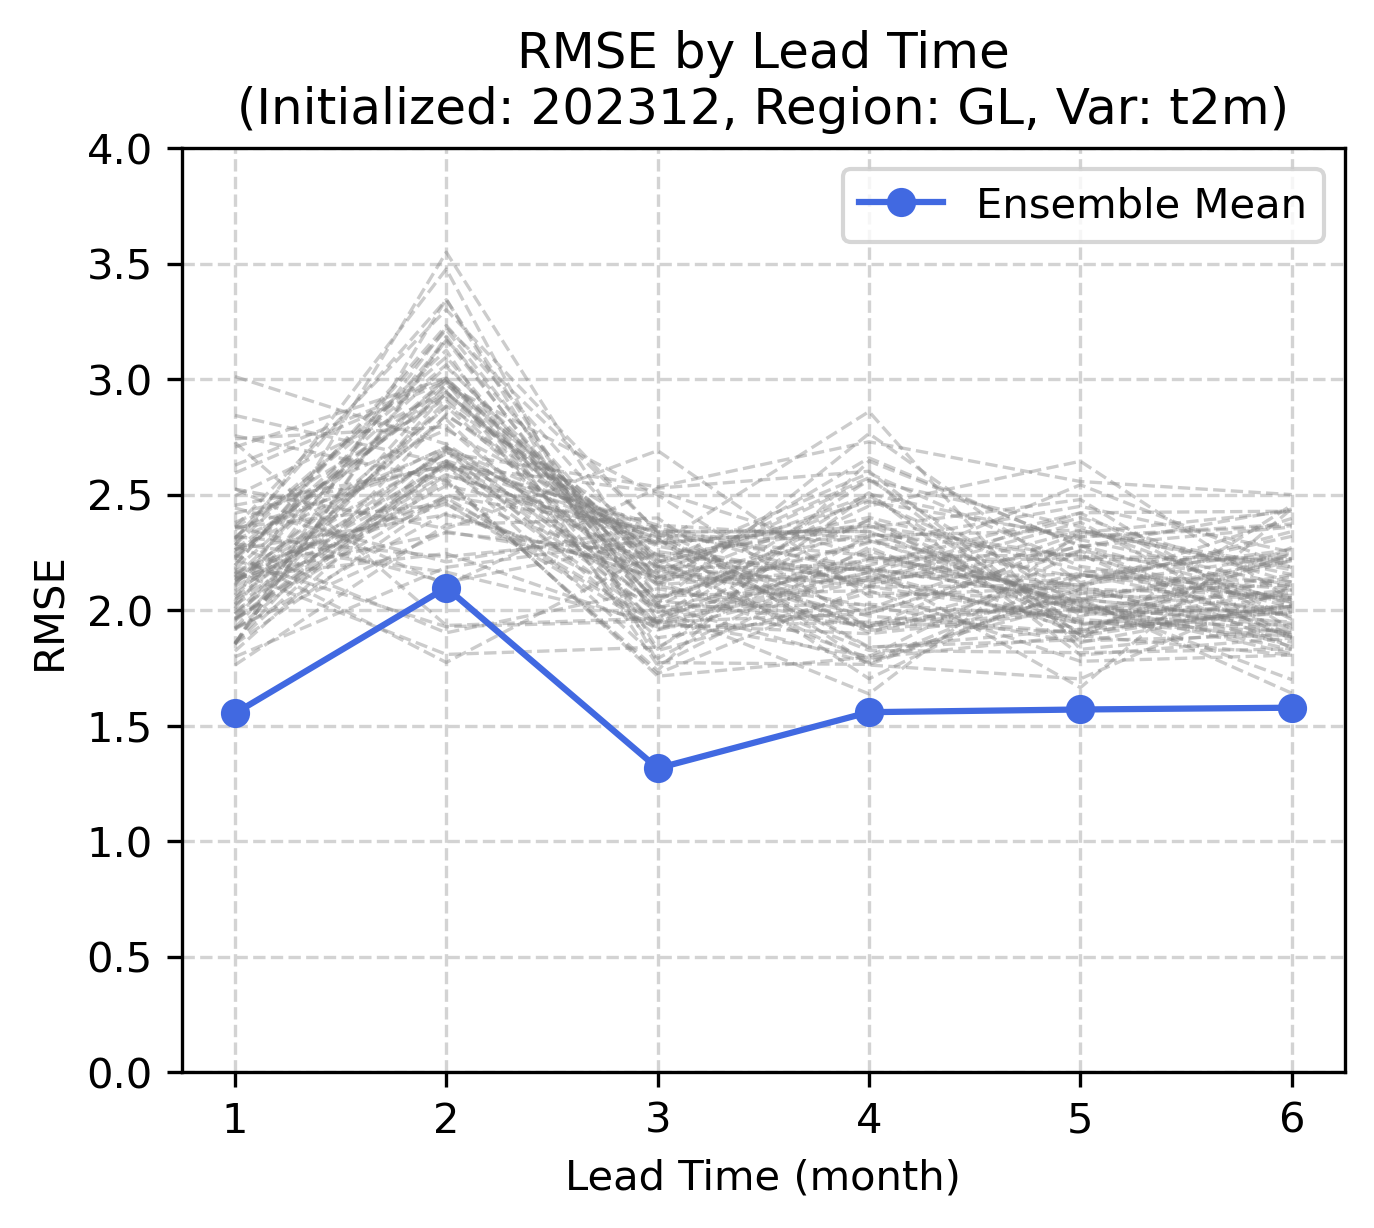 RMSE by Lead Time
(Initialized: 202312, Region: GL, Var: t2m)
4.0
3.5
3.0
2.5
2.0
1.5
1.0
0.5
0.0
RMSE
Ensemble Mean
1 2 3 4 5 6
Lead Time (month)